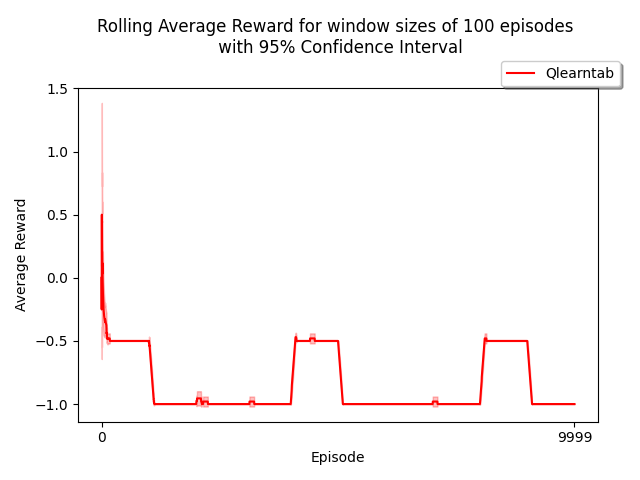 Rolling Average Reward for window sizes of 100 episodes
with 95% Confidence Interval
Qlearntab
1.5
1.0
0.5
0.0
−0.5
−1.0
Average Reward
0
9999
Episode